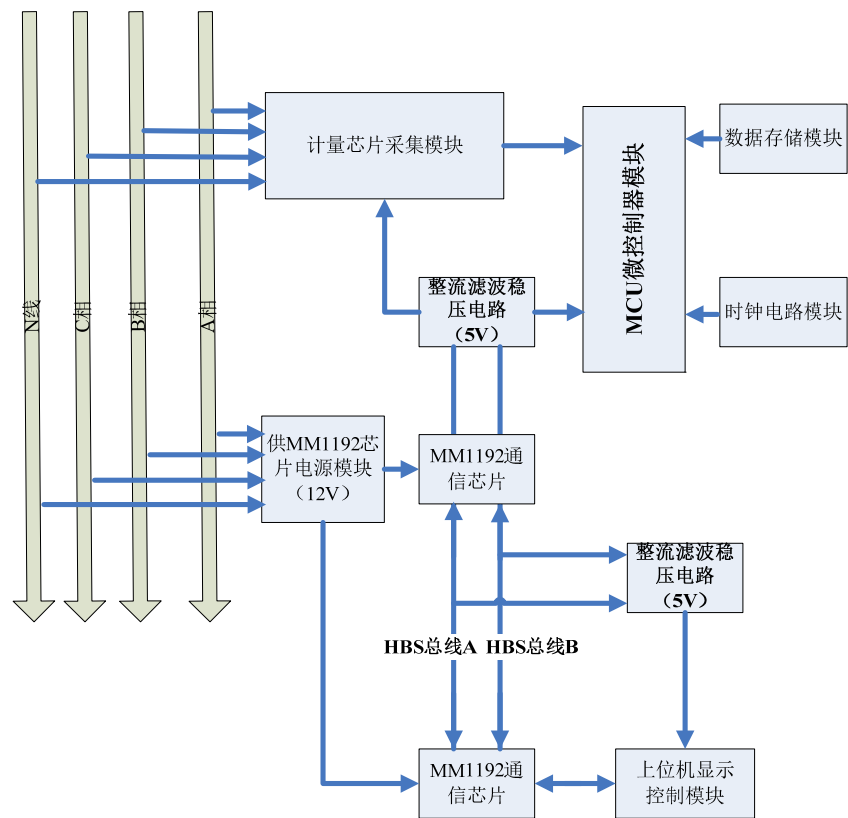 计量芯片采集模块
MCU微控制器模块
数据存储模块
整流滤波稳
压电路
（5V）
时钟电路模块
N线
C相
B相
A相
供MM1192芯
片电源模块
（12V）
MM1192通
信芯片
整流滤波稳
压电路
（5V）
HBS总线A
HBS总线B
MM1192通
信芯片
上位机显示
控制模块